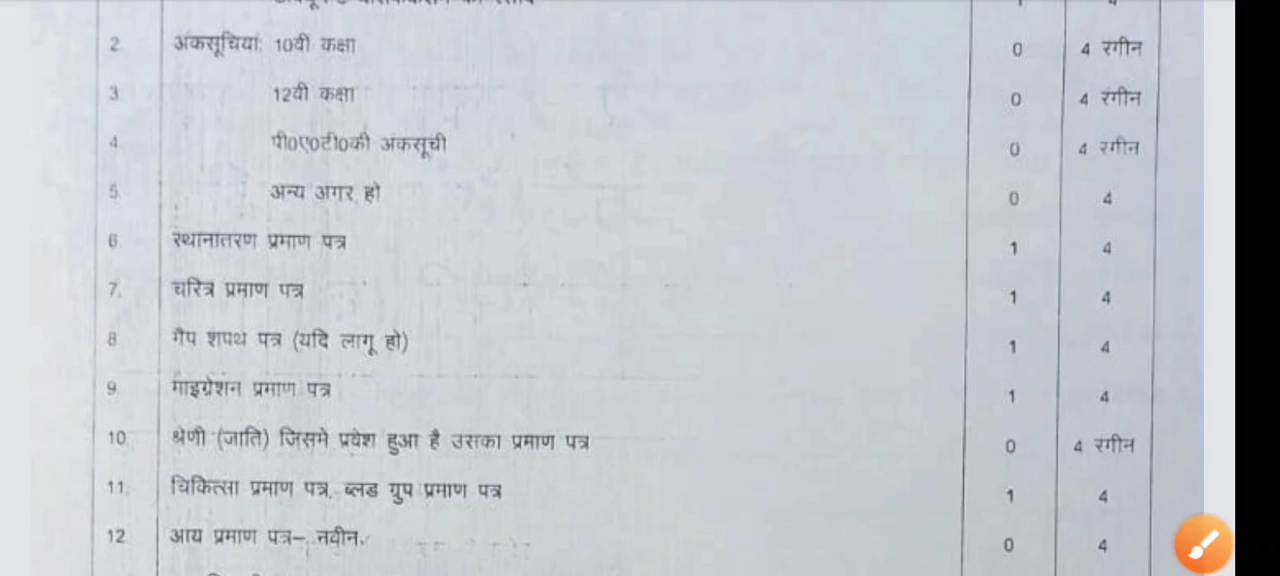 2. अंकसूचियां: 10वी कक्षा 0 4 रंगीन
3. 12वी कक्षा 0 4 रंगीन
4. पी0ए0टी0की अंकसूची 0 4 रंगीन
5. अन्य अगर हो 0 4
6. स्थानातरण प्रमाण पत्र 1 4
7. चरित्र प्रमाण पत्र 1 4
8 गैप शपथ पत्र (यदि लागू हो) 1 4
9. माइग्रेशन प्रमाण पत्र 1 4
10. श्रेणी (जाति) जिसमे प्रवेश हुआ है उसका प्रमाण पत्र 0 4 रंगीन
11. चिकित्सा प्रमाण पत्र, ब्लड ग्रुप प्रमाण पत्र 1 4
12. आय प्रमाण पत्र– नवीन 0 4